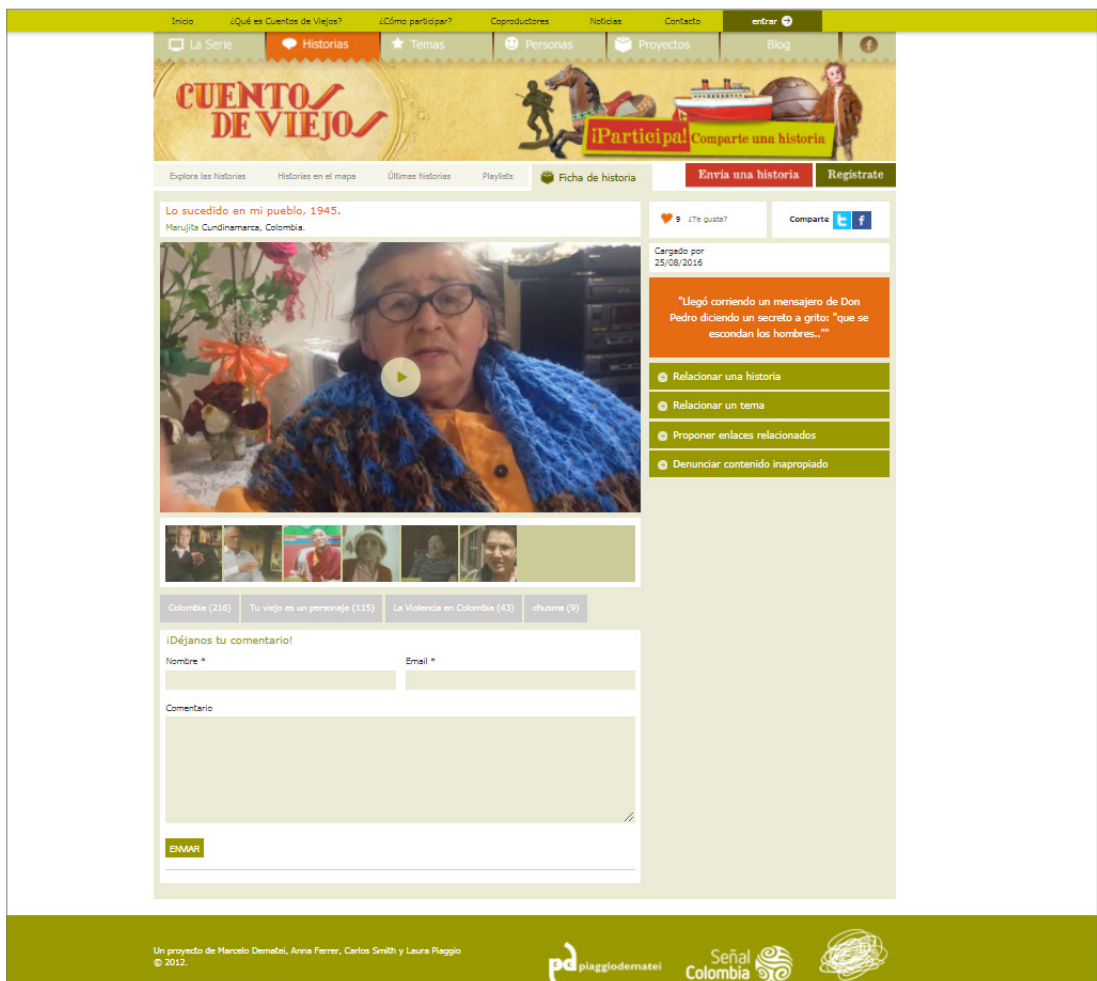 Inicio ¿Qué es Cuentos de Viejos? ¿Cómo participar? Coproductores Noticias Contacto entrar
La Serie Historias Temas Personas Proyectos Blog f
CUENTOS
DE VIEJOS
¡Participa! Comparte una historia
Explora las historias Historias en el mapa Últimas historias Playlists Ficha de historia Envía una historia Regístrate
Lo sucedido en mi pueblo, 1945.
Marujita Cundinamarca, Colombia.
9 ¿Te gusta?
Comparte
Cargado por
25/08/2016
"Llegó corriendo un mensajero de Don
Pedro diciendo un secreto a grito: "que se
escondan los hombres..""
Relacionar una historia
Relacionar un tema
Proponer enlaces relacionados
Denunciar contenido inapropiado
Colombia (216) Tu viejo es un personaje (115) La Violencia en Colombia (43) chusma (9)
¡Déjanos tu comentario!
Nombre * Email *
Comentario
ENVIAR
Un proyecto de Marcelo Dematei, Anna Ferrer, Carlos Smith y Laura Piaggio
© 2012.
pd piaggiodematei
Señal
Colombia